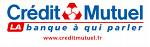 Crédit Mutuel
LA banque à qui parler
www.creditmutuel.fr